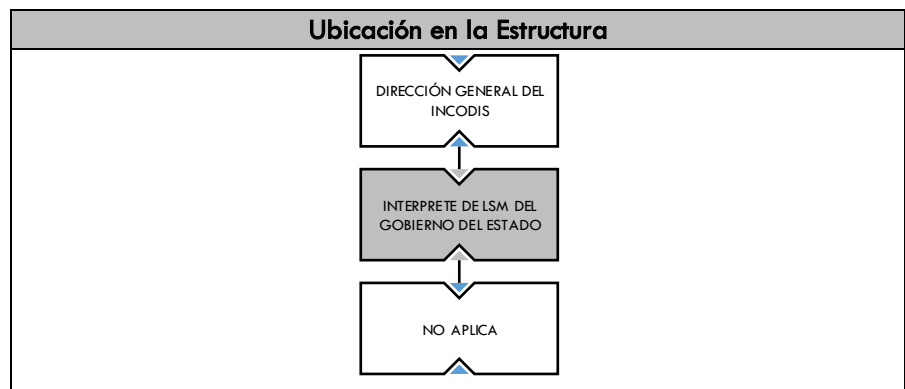 Ubicación en la Estructura
DIRECCIÓN GENERAL DEL
INCODIS
INTERPRETE DE LSM DEL
GOBIERNO DEL ESTADO
NO APLICA